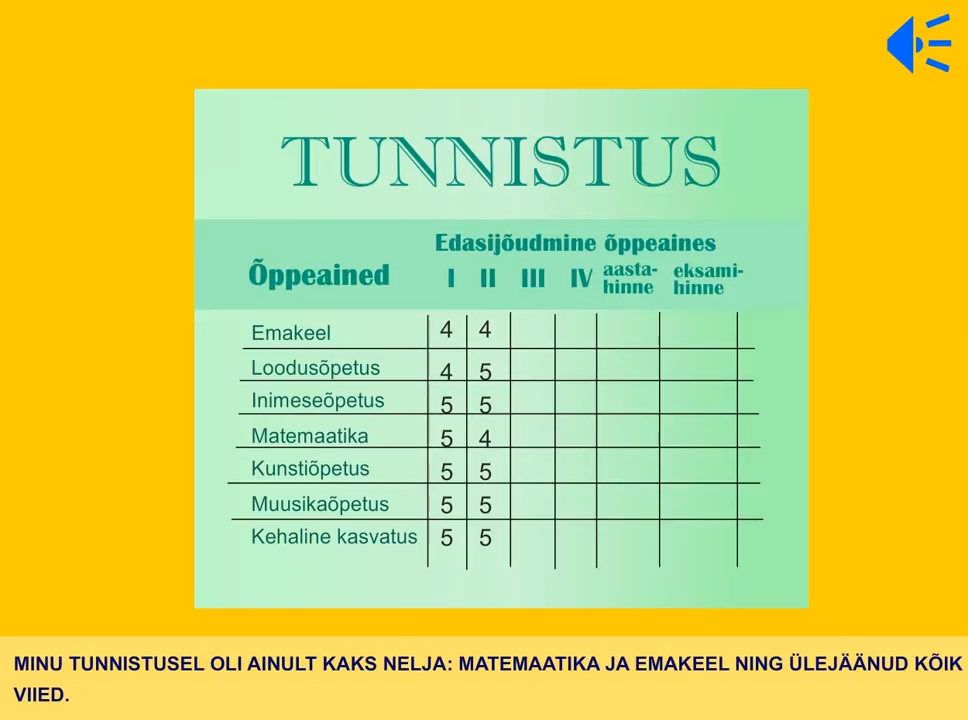 TUNNISTUS
Edasijõudmine õppeaines
Õppeained I II III IV aasta-hinne eksami-hinne
Emakeel 4 4
Loodusõpetus 4 5
Inimeseõpetus 5 5
Matemaatika 5 4
Kunstiõpetus 5 5
Muusikaõpetus 5 5
Kehaline kasvatus 5 5
MINU TUNNISTUSEL OLI AINULT KAKS NELJA: MATEMAATIKA JA EMAKEEL NING ÜLEJÄÄNUD KÕIK
VIIED.